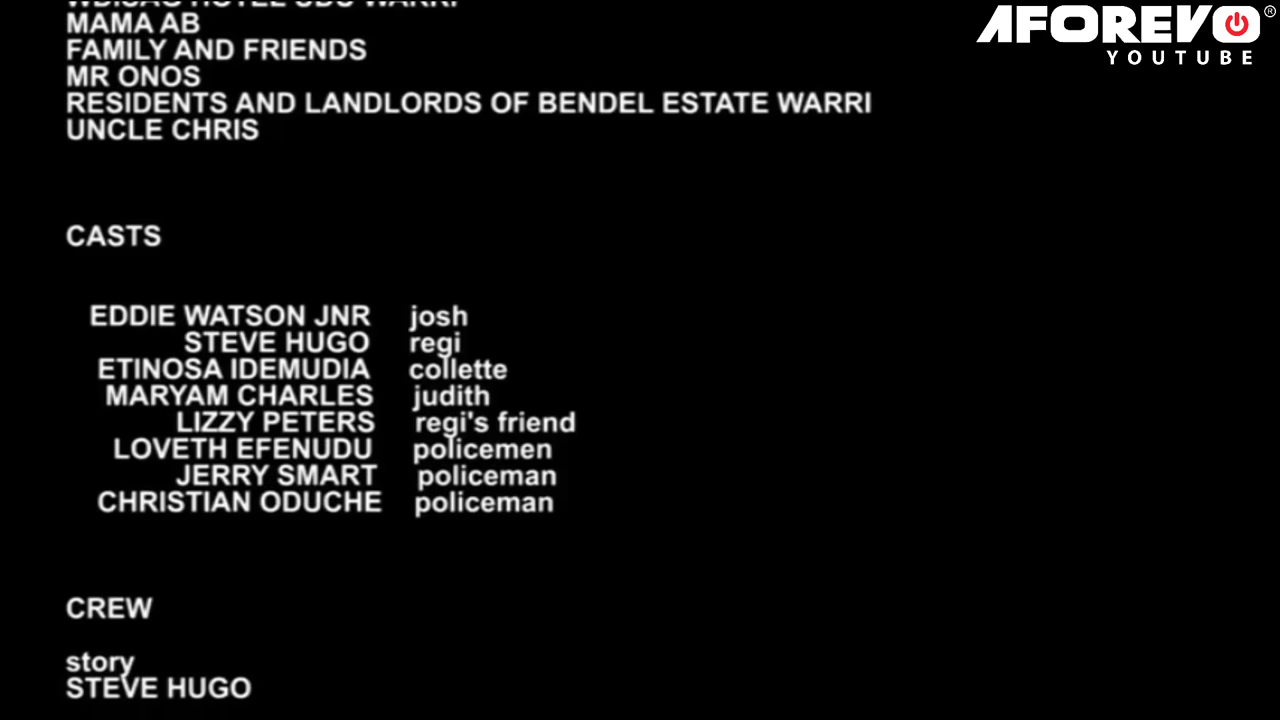 AFOREVO®
YOUTUBE
MAMA AB
FAMILY AND FRIENDS
MR ONOS
RESIDENTS AND LANDLORDS OF BENDEL ESTATE WARRI
UNCLE CHRIS
CASTS
EDDIE WATSON JNR josh
STEVE HUGO regi
ETINOSA IDEMUDIA collette
MARYAM CHARLES judith
LIZZY PETERS regi's friend
LOVETH EFENUDU policemen
JERRY SMART policeman
CHRISTIAN ODUCHE policeman
CREW
story
STEVE HUGO